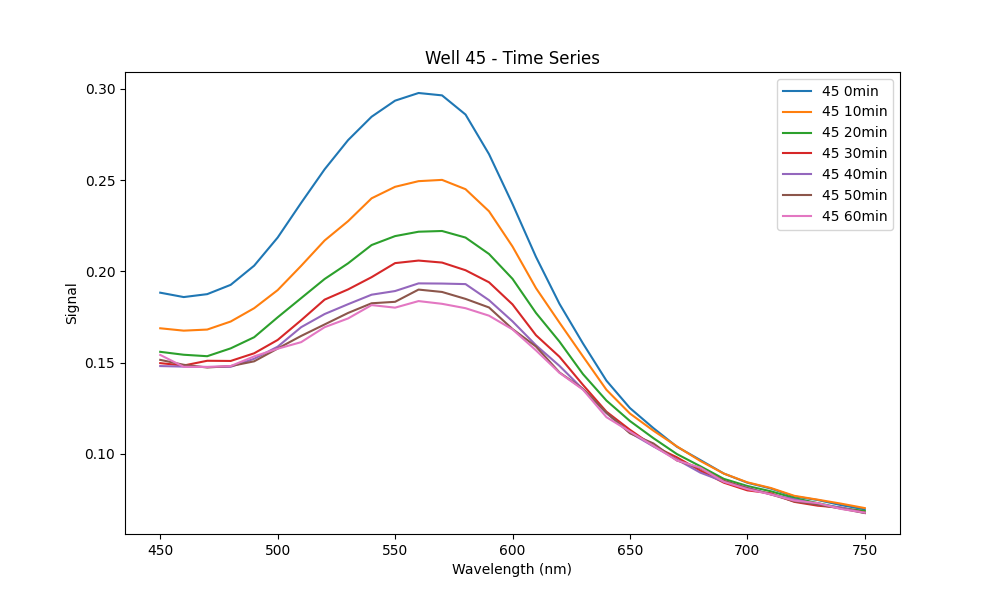 Well 45 - Time Series
45 0min
45 10min
45 20min
45 30min
45 40min
45 50min
45 60min
0.30
0.25
0.20
0.15
0.10
Signal
450 500 550 600 650 700 750
Wavelength (nm)